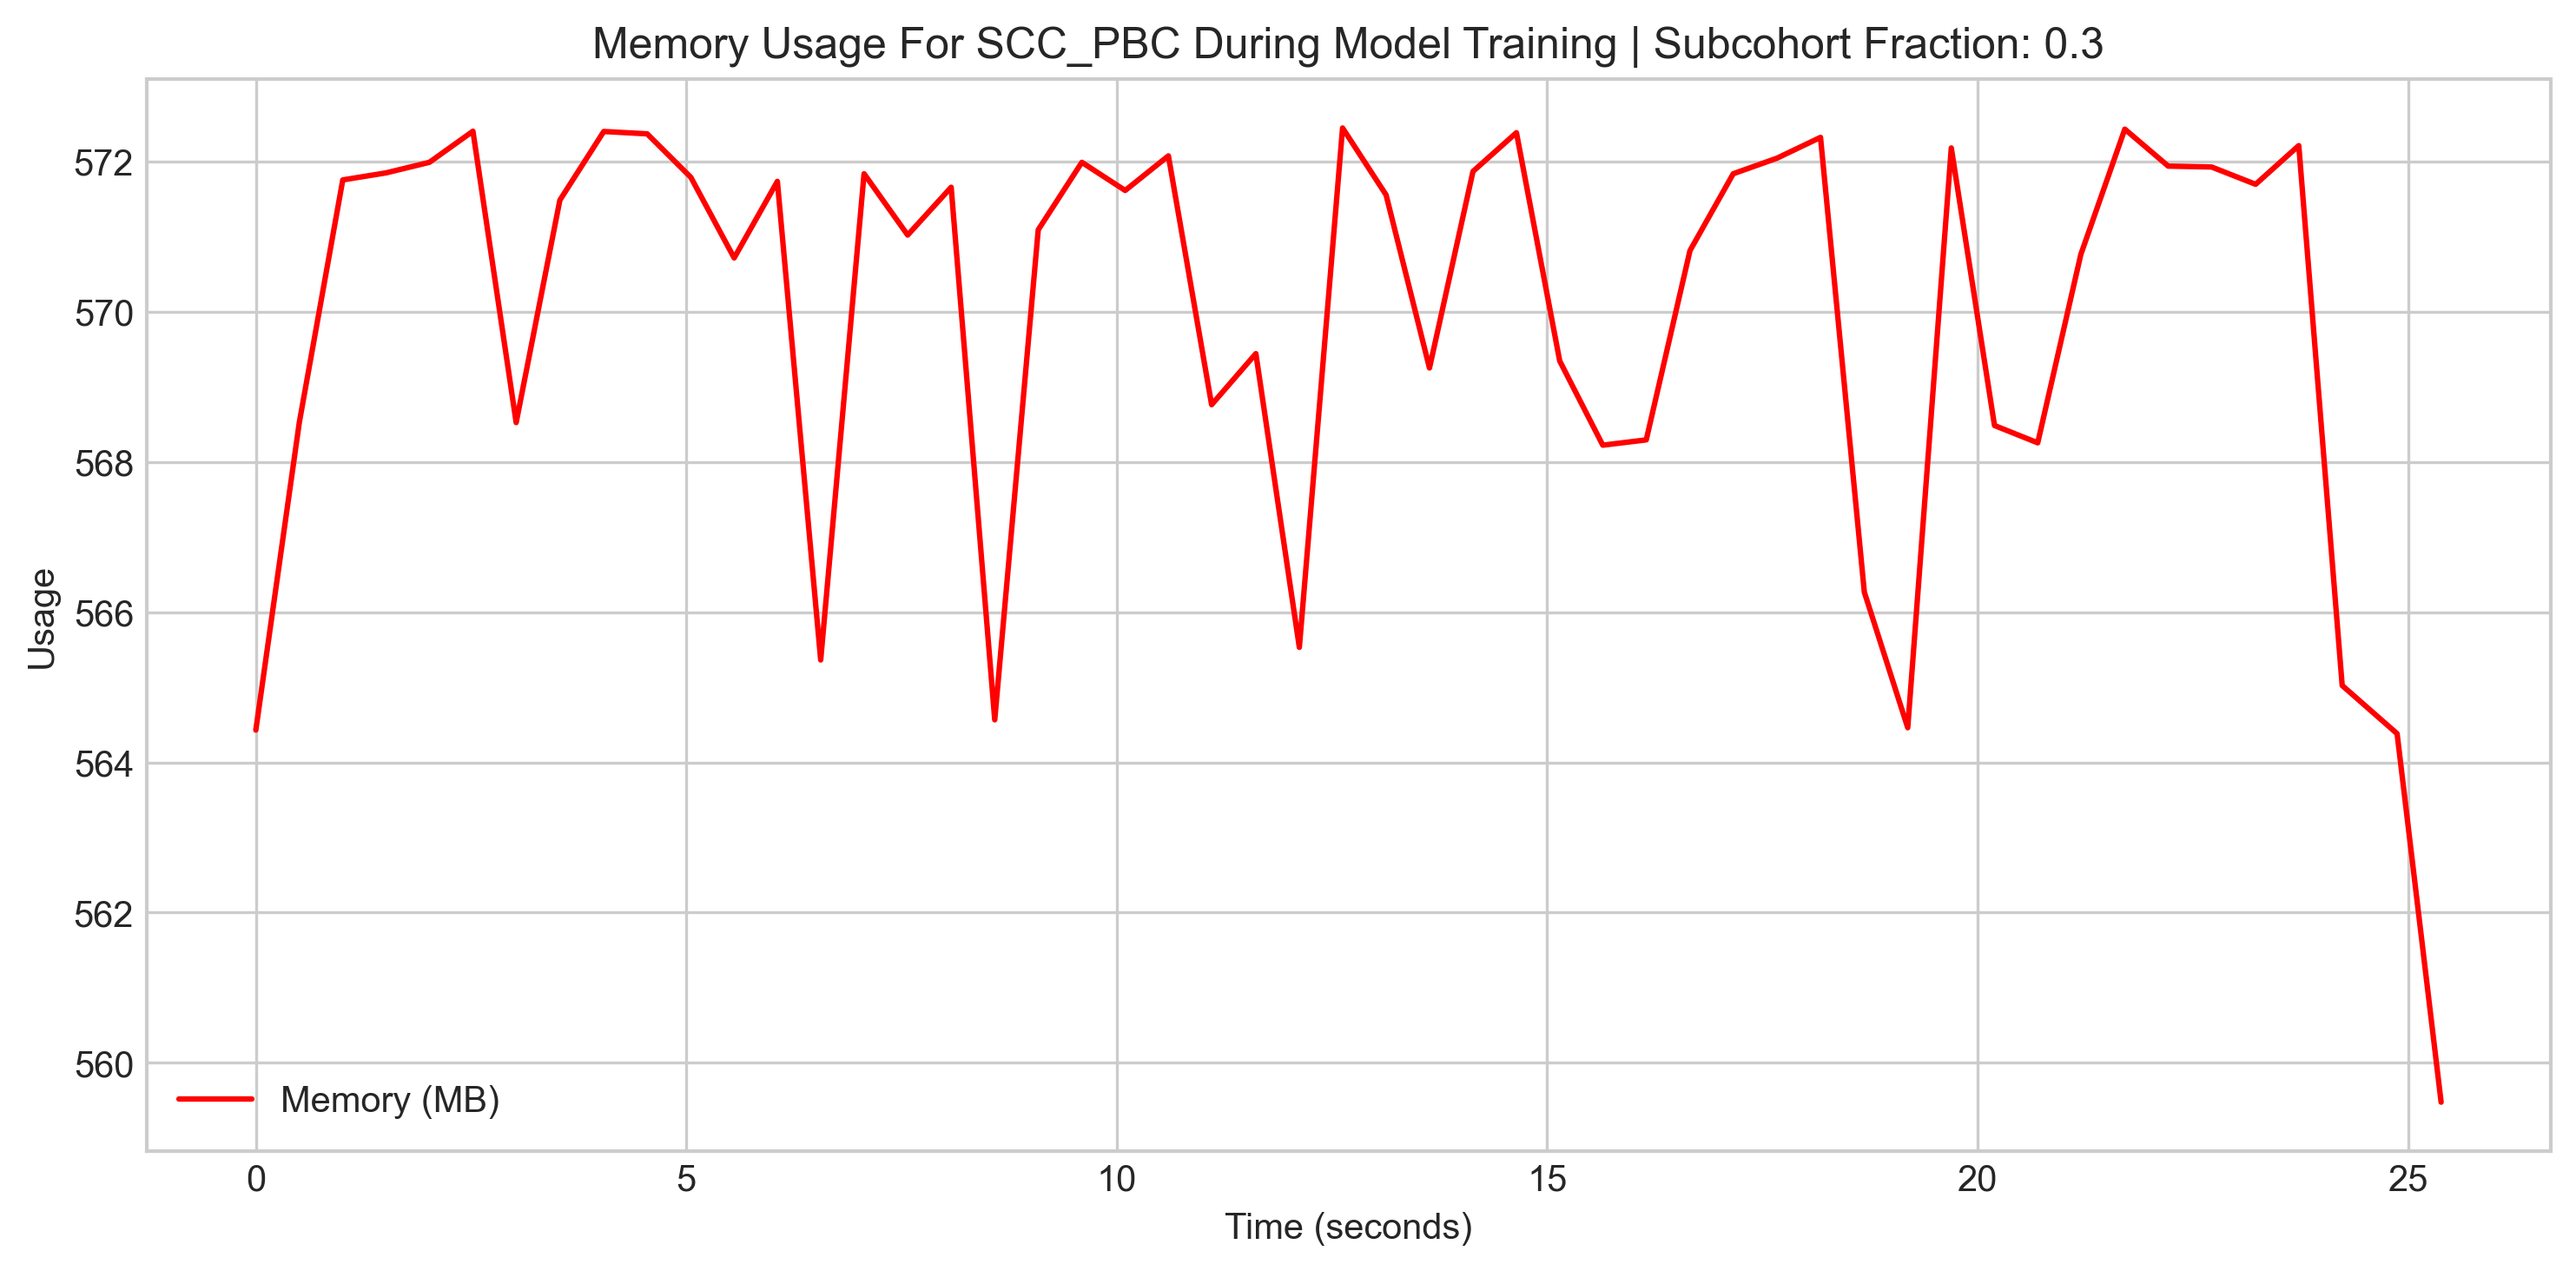 Memory Usage For SCC_PBC During Model Training | Subcohort Fraction: 0.3
Usage
572
570
568
566
564
562
560
Memory (MB)
0 5 10 15 20 25
Time (seconds)